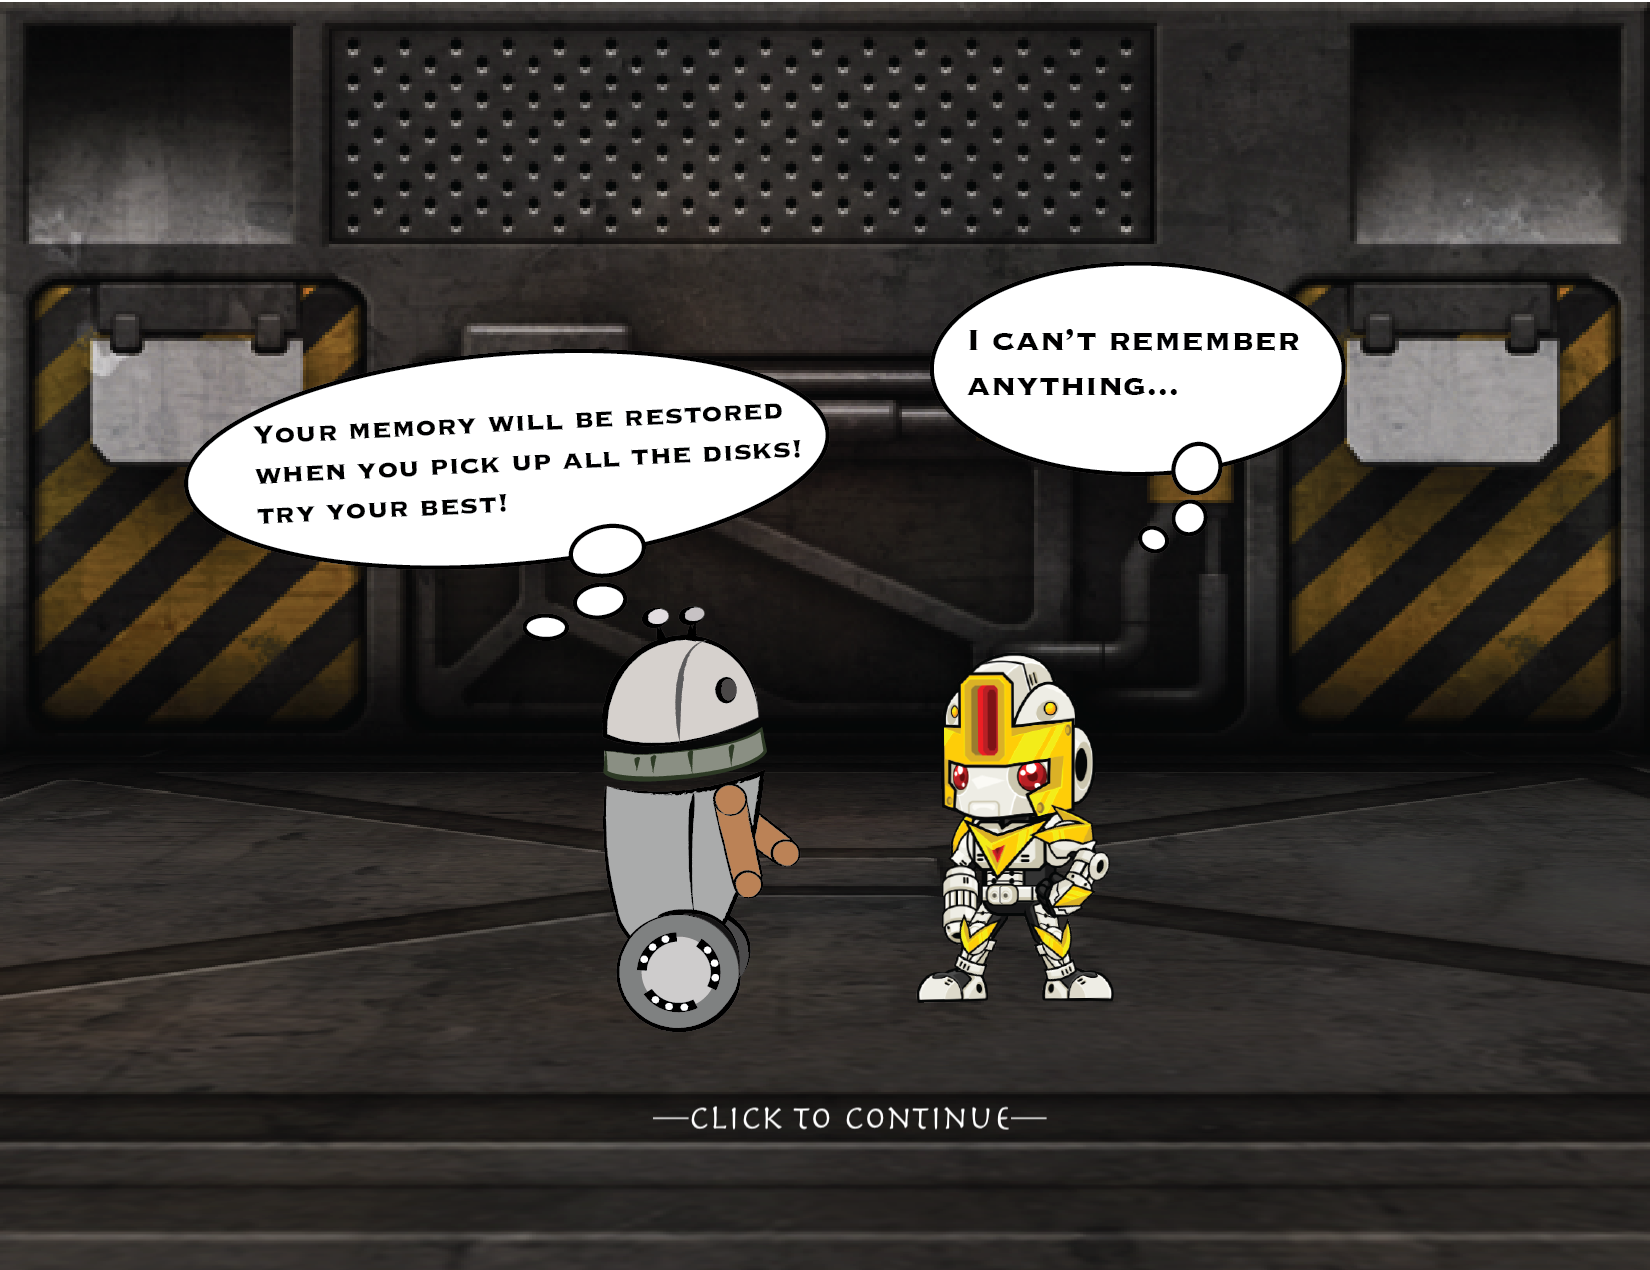 I can't remember
anything...
Your memory will be restored
when you pick up all the disks!
try your best!
—CLICK TO CONTINUE—